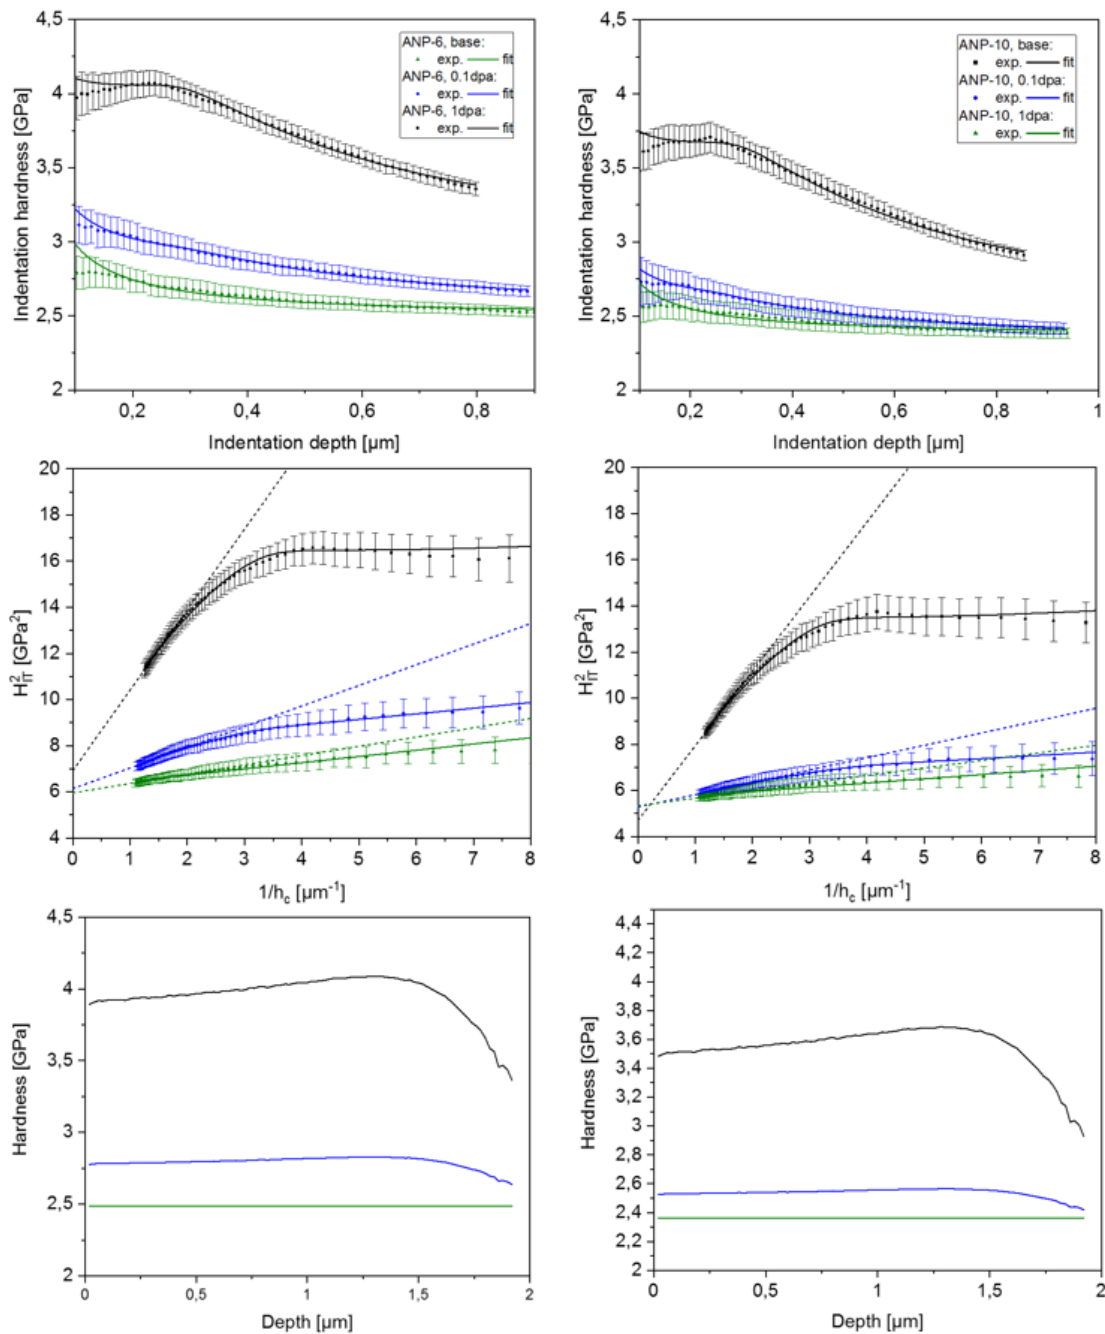 4,5
4
3,5
3
2,5
2
Indentation hardness [GPa]
ANP-6, base:
exp. fit
ANP-6, 0.1dpa:
exp. fit
ANP-6, 1dpa:
exp. fit
0,2 0,4 0,6 0,8
Indentation depth [µm]
4,5
4
3,5
3
2,5
2
Indentation hardness [GPa]
ANP-10, base:
exp. fit
ANP-10, 0.1dpa:
exp. fit
ANP-10, 1dpa:
exp. fit
0,2 0,4 0,6 0,8 1
Indentation depth [µm]
20
18
16
14
12
10
8
6
4
H²IT [GPa²]
0 1 2 3 4 5 6 7 8
1/hc [µm⁻¹]
20
18
16
14
12
10
8
6
4
H²IT [GPa²]
0 1 2 3 4 5 6 7 8
1/hc [µm⁻¹]
4,5
4
3,5
3
2,5
2
Hardness [GPa]
0 0,5 1 1,5 2
Depth [µm]
4,4
4,2
4
3,8
3,6
3,4
3,2
3
2,8
2,6
2,4
2,2
2
Hardness [GPa]
0 0,5 1 1,5 2
Depth [µm]